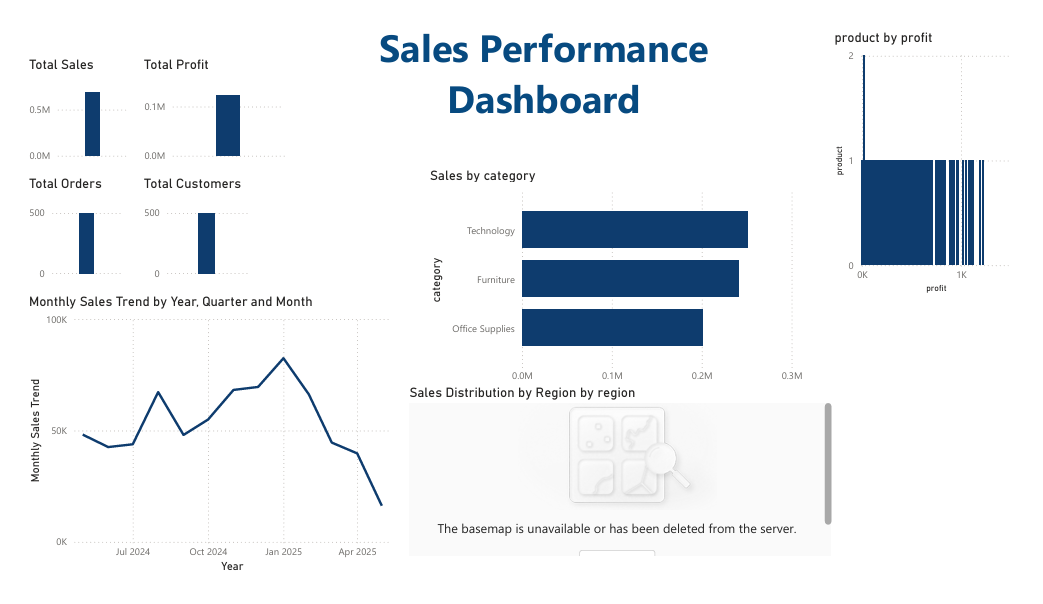 Sales Performance
Dashboard
Total Sales
0.5M
0.0M
Total Profit
0.1M
0.0M
Total Orders
500
0
Total Customers
500
0
Monthly Sales Trend by Year, Quarter and Month
Monthly Sales Trend
100K
50K
0K
Jul 2024 Oct 2024 Jan 2025 Apr 2025
Year
Sales by category
category
Technology
Furniture
Office Supplies
0.0M 0.1M 0.2M 0.3M
Sales Distribution by Region by region
The basemap is unavailable or has been deleted from the server.
product by profit
product
2
1
0
0K 1K
profit